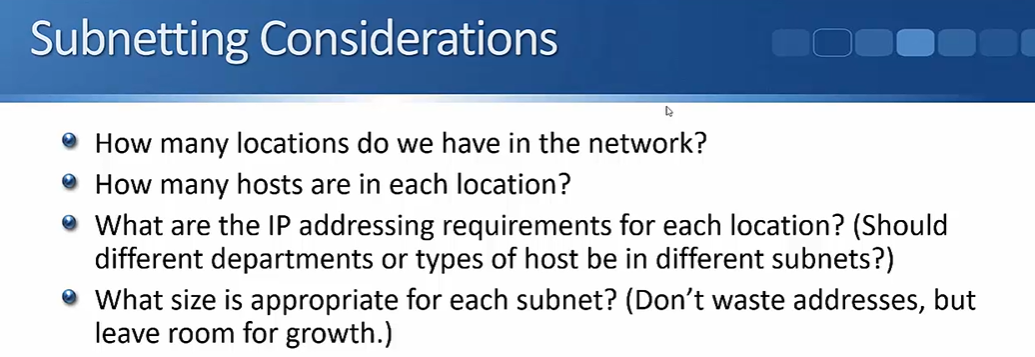 Subnetting Considerations
How many locations do we have in the network?
How many hosts are in each location?
What are the IP addressing requirements for each location? (Should
different departments or types of host be in different subnets?)
What size is appropriate for each subnet? (Don’t waste addresses, but
leave room for growth.)